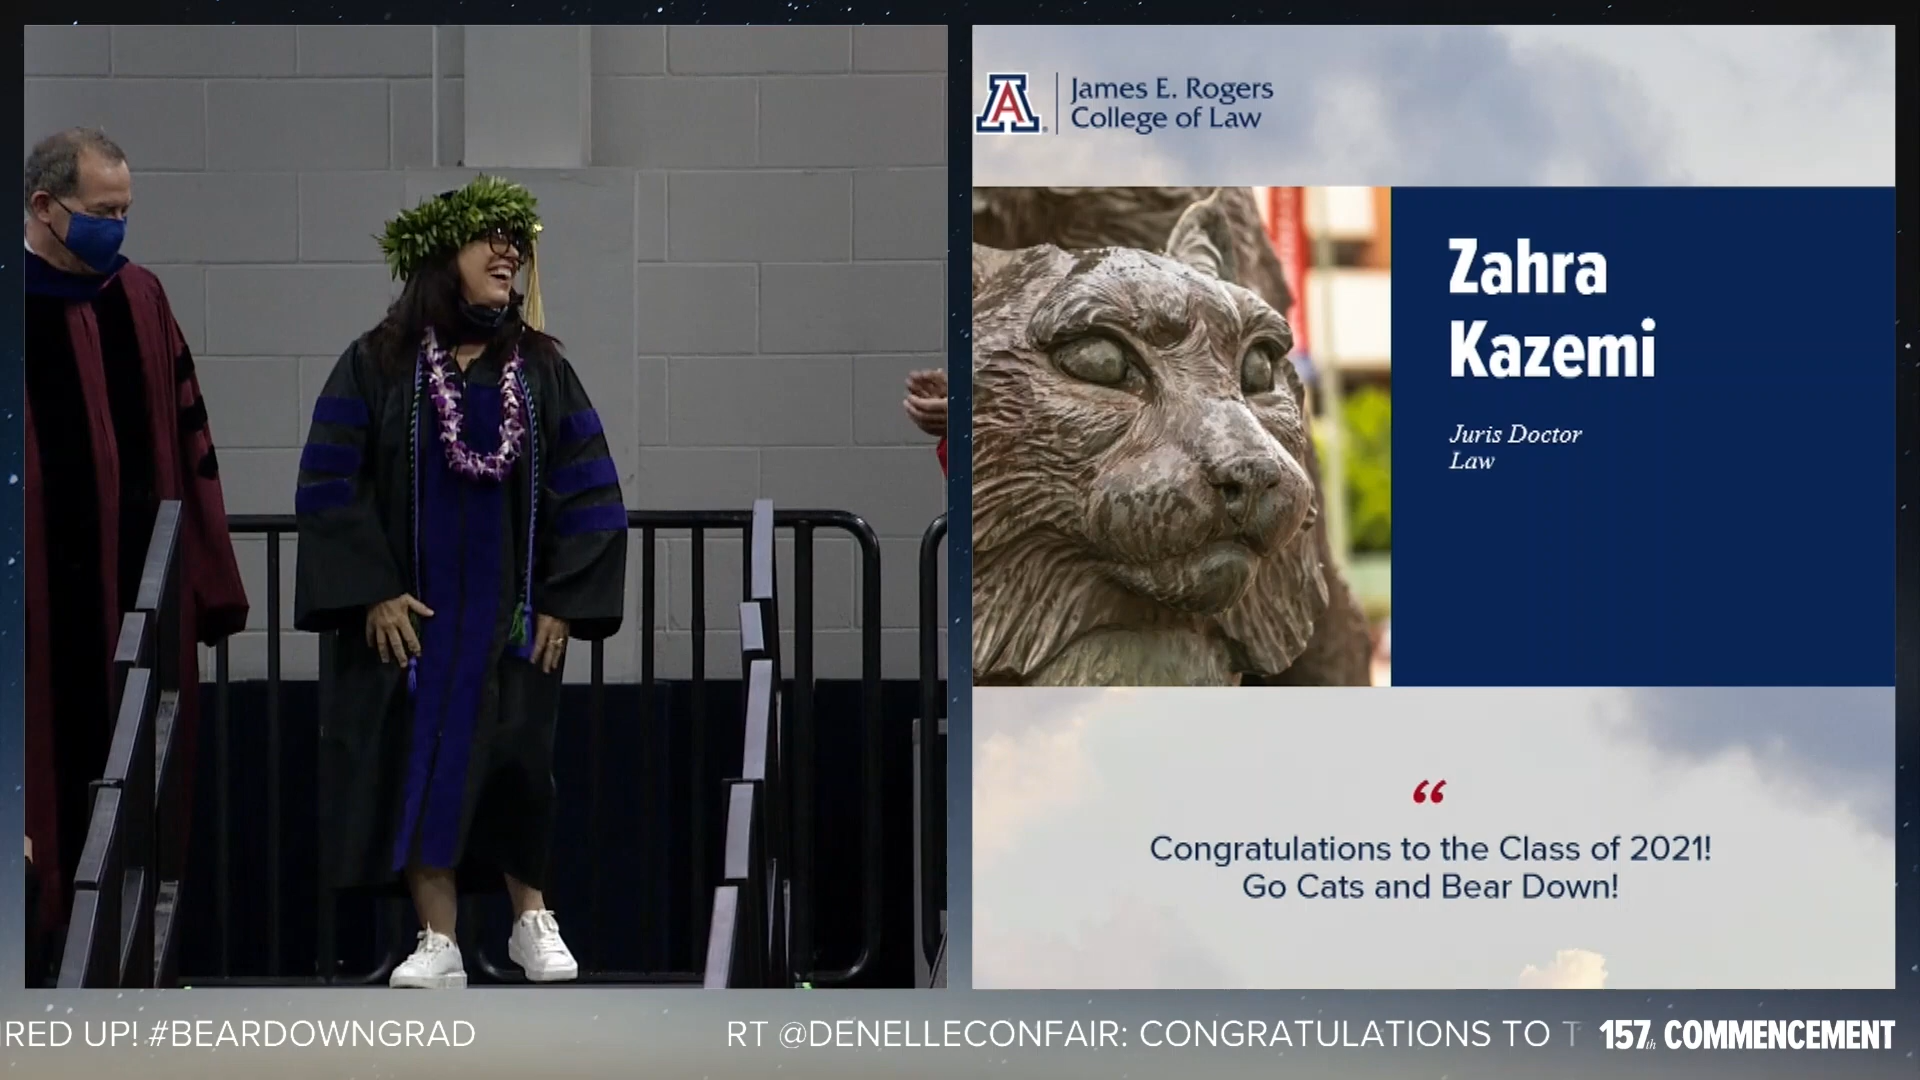 A
James E. Rogers
College of Law
Zahra
Kazemi
Juris Doctor
Law
“
Congratulations to the Class of 2021!
Go Cats and Bear Down!
RED UP! #BEARDOWNGRAD
RT @DENELLECONFAIR: CONGRATULATIONS TO T
157th COMMENCEMENT